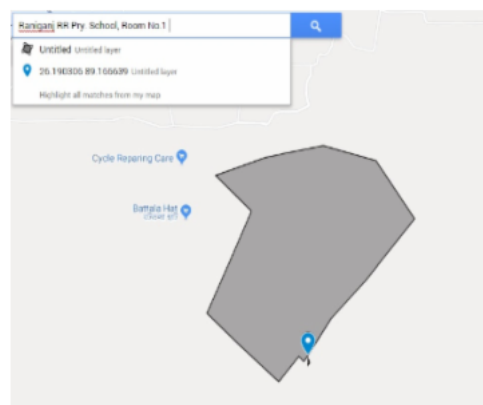 Raniganj RR Pry. School, Room No.1
Untitled Untitled layer
26.190306 89.166639 Untitled layer
Highlight all matches from my map
Cycle Repairing Care
Battala Hat